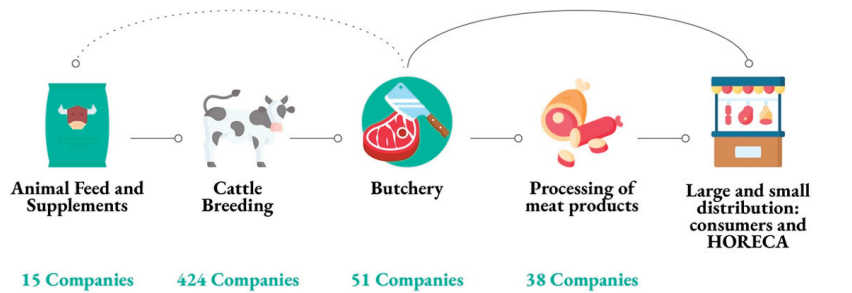 Animal Feed and
Supplements
Cattle
Breeding
Butchery
Processing of
meat products
Large and small
distribution:
consumers and
HORECA
15 Companies
424 Companies
51 Companies
38 Companies